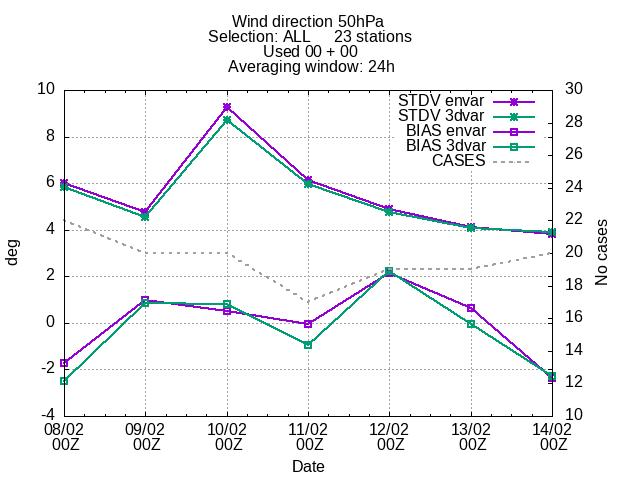 Wind direction 50hPa
Selection: ALL 23 stations
Used 00 + 00
Averaging window: 24h
STDV envar
STDV 3dvar
BIAS envar
BIAS 3dvar
CASES
deg
10
8
6
4
2
0
-2
-4
30
28
26
24
22
20
18
16
14
12
10
No cases
08/02 09/02 10/02 11/02 12/02 13/02 14/02
00Z 00Z 00Z 00Z 00Z 00Z 00Z
Date